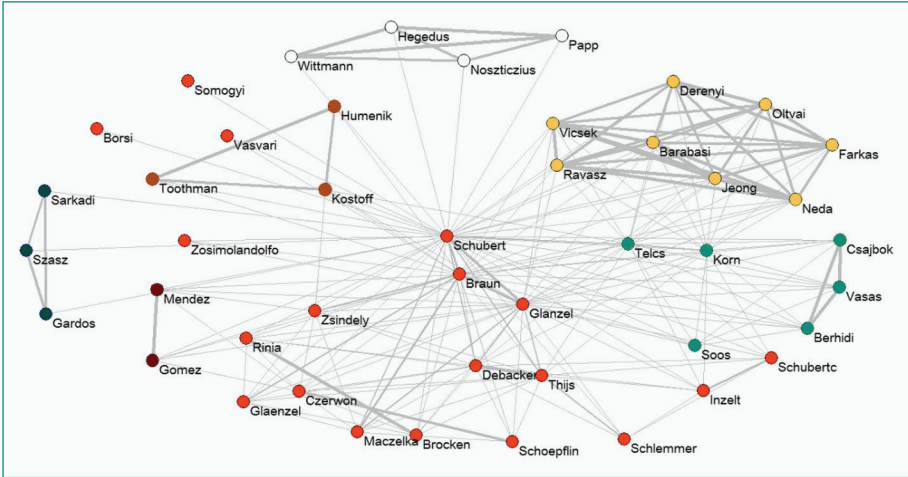 Hegedus
Papp
Wittmann
Noszticzius
Somogyi
Derenyi
Oltvai
Humenik
Borsi
Vasvari
Vicsek
Barabasi
Farkas
Ravasz
Jeong
Toothman
Kostoff
Neda
Sarkadi
Schubert
Zosimolandolfo
Szasz
Telcs
Korn
Csajbok
Braun
Mendez
Vasas
Gardos
Glanzel
Zsindely
Berhidi
Rinia
Soos
Gomez
Schubertc
Debacker
Thijs
Glaenzel
Czerwon
Inzelt
Maczelka
Brocken
Schoepflin
Schlemmer